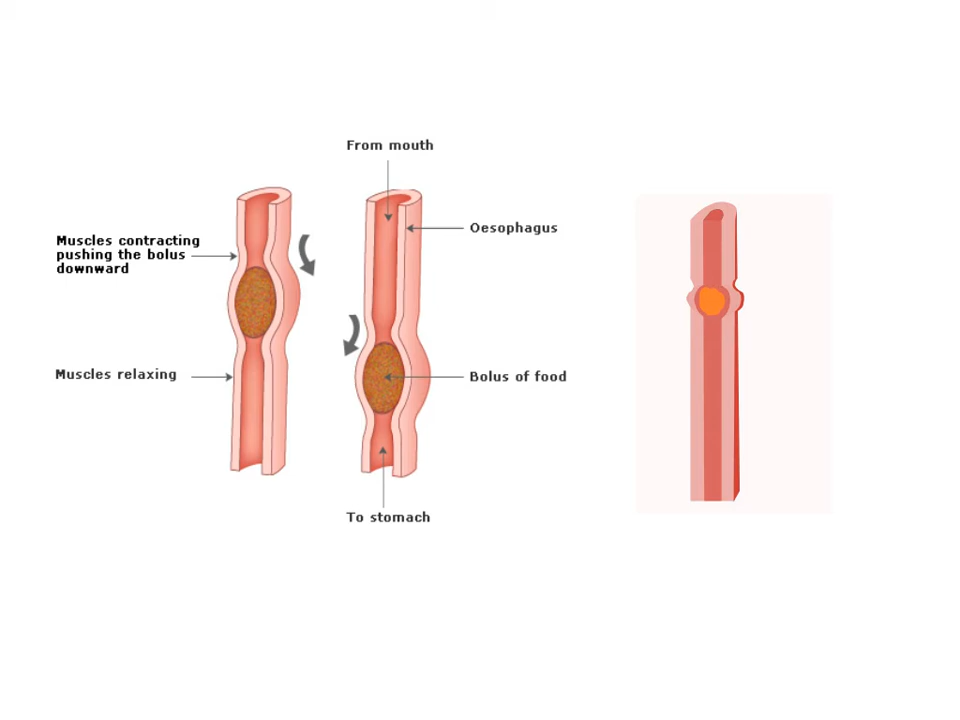 From mouth
Oesophagus
Muscles contracting
pushing the bolus
downward
Muscles relaxing
Bolus of food
To stomach